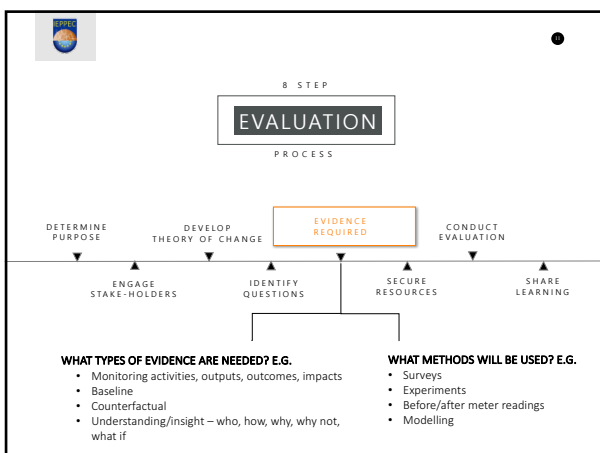 IEPPEC
11
8 STEP
EVALUATION
PROCESS
DETERMINE
PURPOSE
DEVELOP
THEORY OF CHANGE
EVIDENCE
REQUIRED
CONDUCT
EVALUATION
ENGAGE
STAKE-HOLDERS
IDENTIFY
QUESTIONS
SECURE
RESOURCES
SHARE
LEARNING
WHAT TYPES OF EVIDENCE ARE NEEDED? E.G.
• Monitoring activities, outputs, outcomes, impacts
• Baseline
• Counterfactual
• Understanding/insight – who, how, why, why not,
what if
WHAT METHODS WILL BE USED? E.G.
• Surveys
• Experiments
• Before/after meter readings
• Modelling